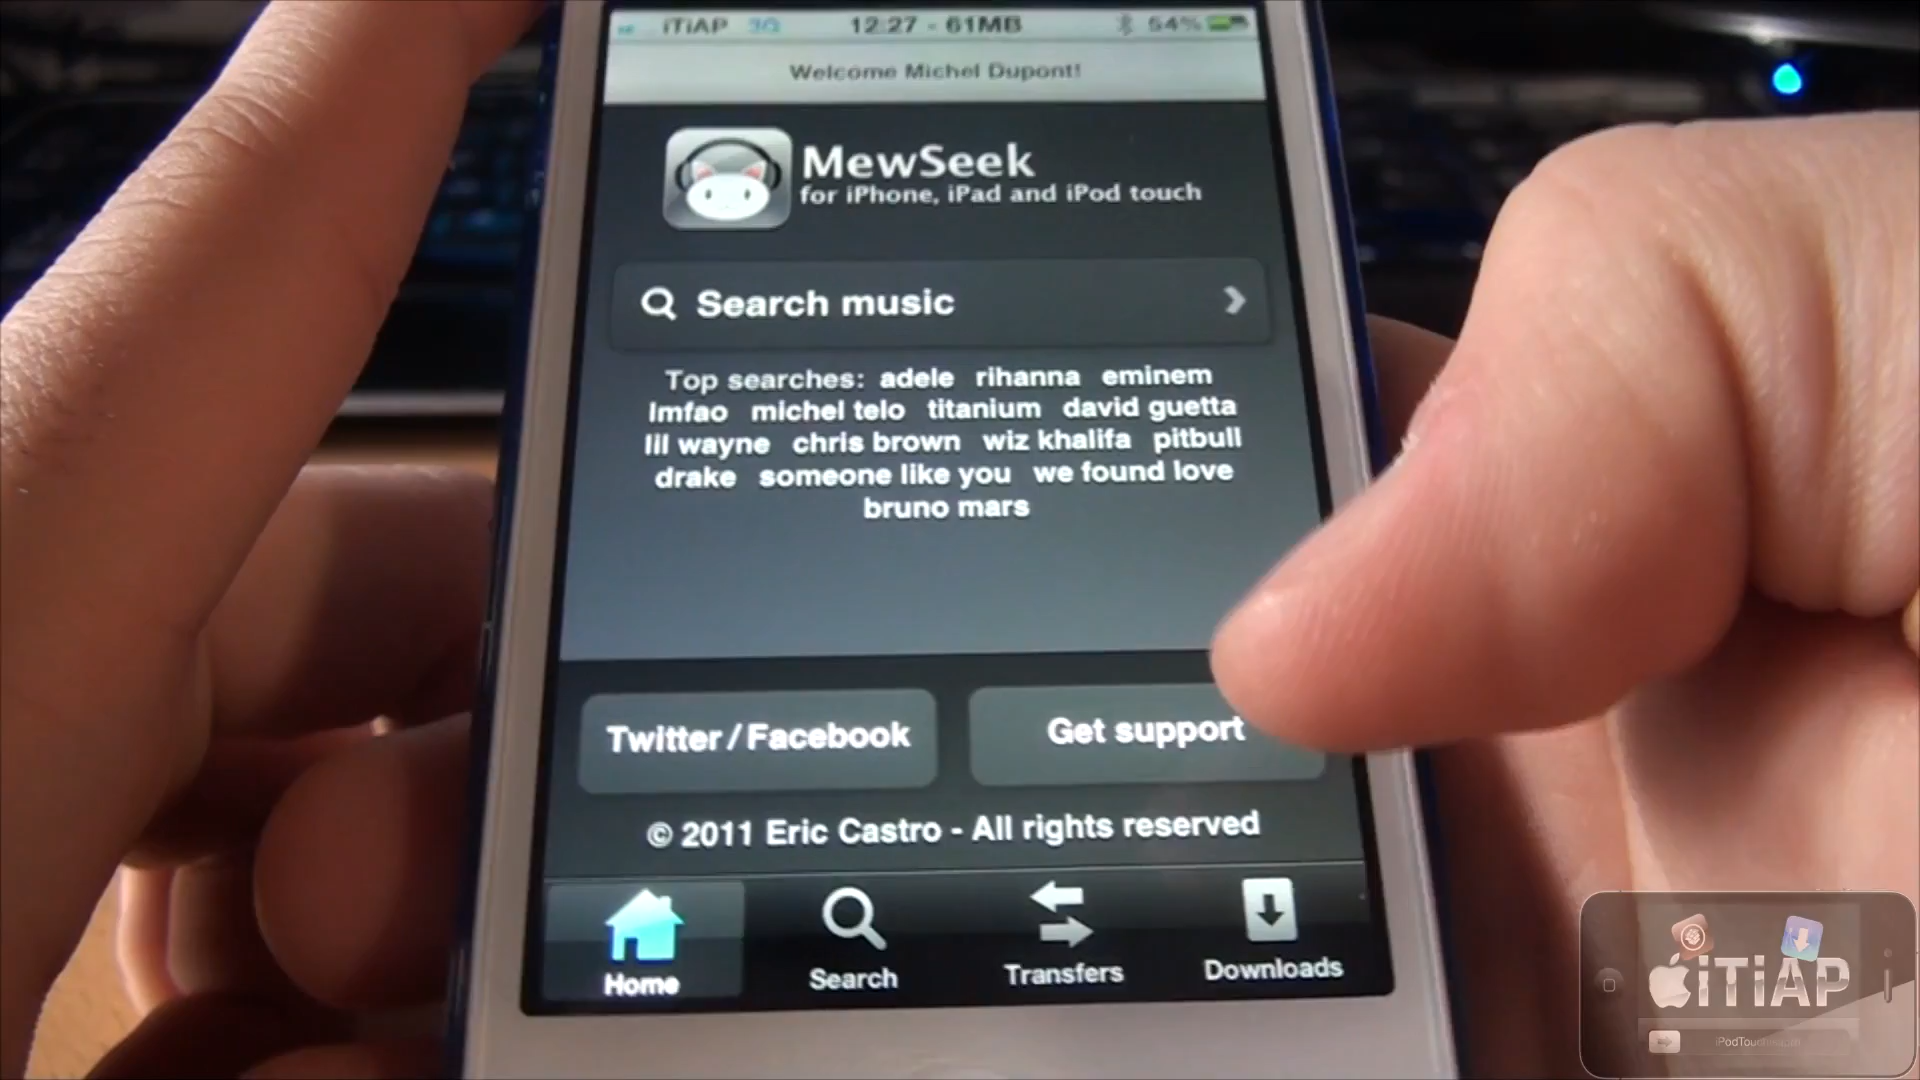 iTiAP 3G 12:27 - 61MB 54%
Welcome Michel Dupont!
MewSeek
for iPhone, iPad and iPod touch
Search music
Top searches: adele rihanna eminem
lmfao michel telo titanium david guetta
lil wayne chris brown wiz khalifa pitbull
drake someone like you we found love
bruno mars
Twitter / Facebook Get support
© 2011 Eric Castro - All rights reserved
Home Search Transfers Downloads
iTiAP